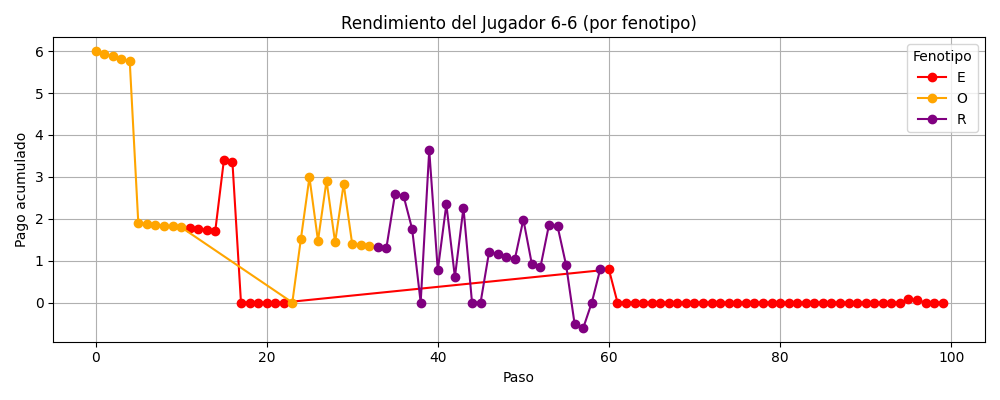 Rendimiento del Jugador 6-6 (por fenotipo)
Pago acumulado
6
5
4
3
2
1
0
Fenotipo
E
O
R
0 20 40 60 80 100
Paso